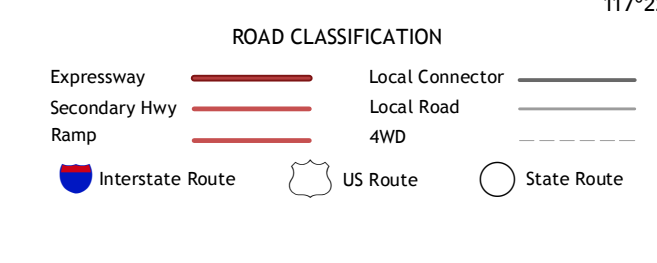 ROAD CLASSIFICATION
Expressway
Local Connector
Secondary Hwy
Local Road
Ramp
4WD
Interstate Route
US Route
State Route